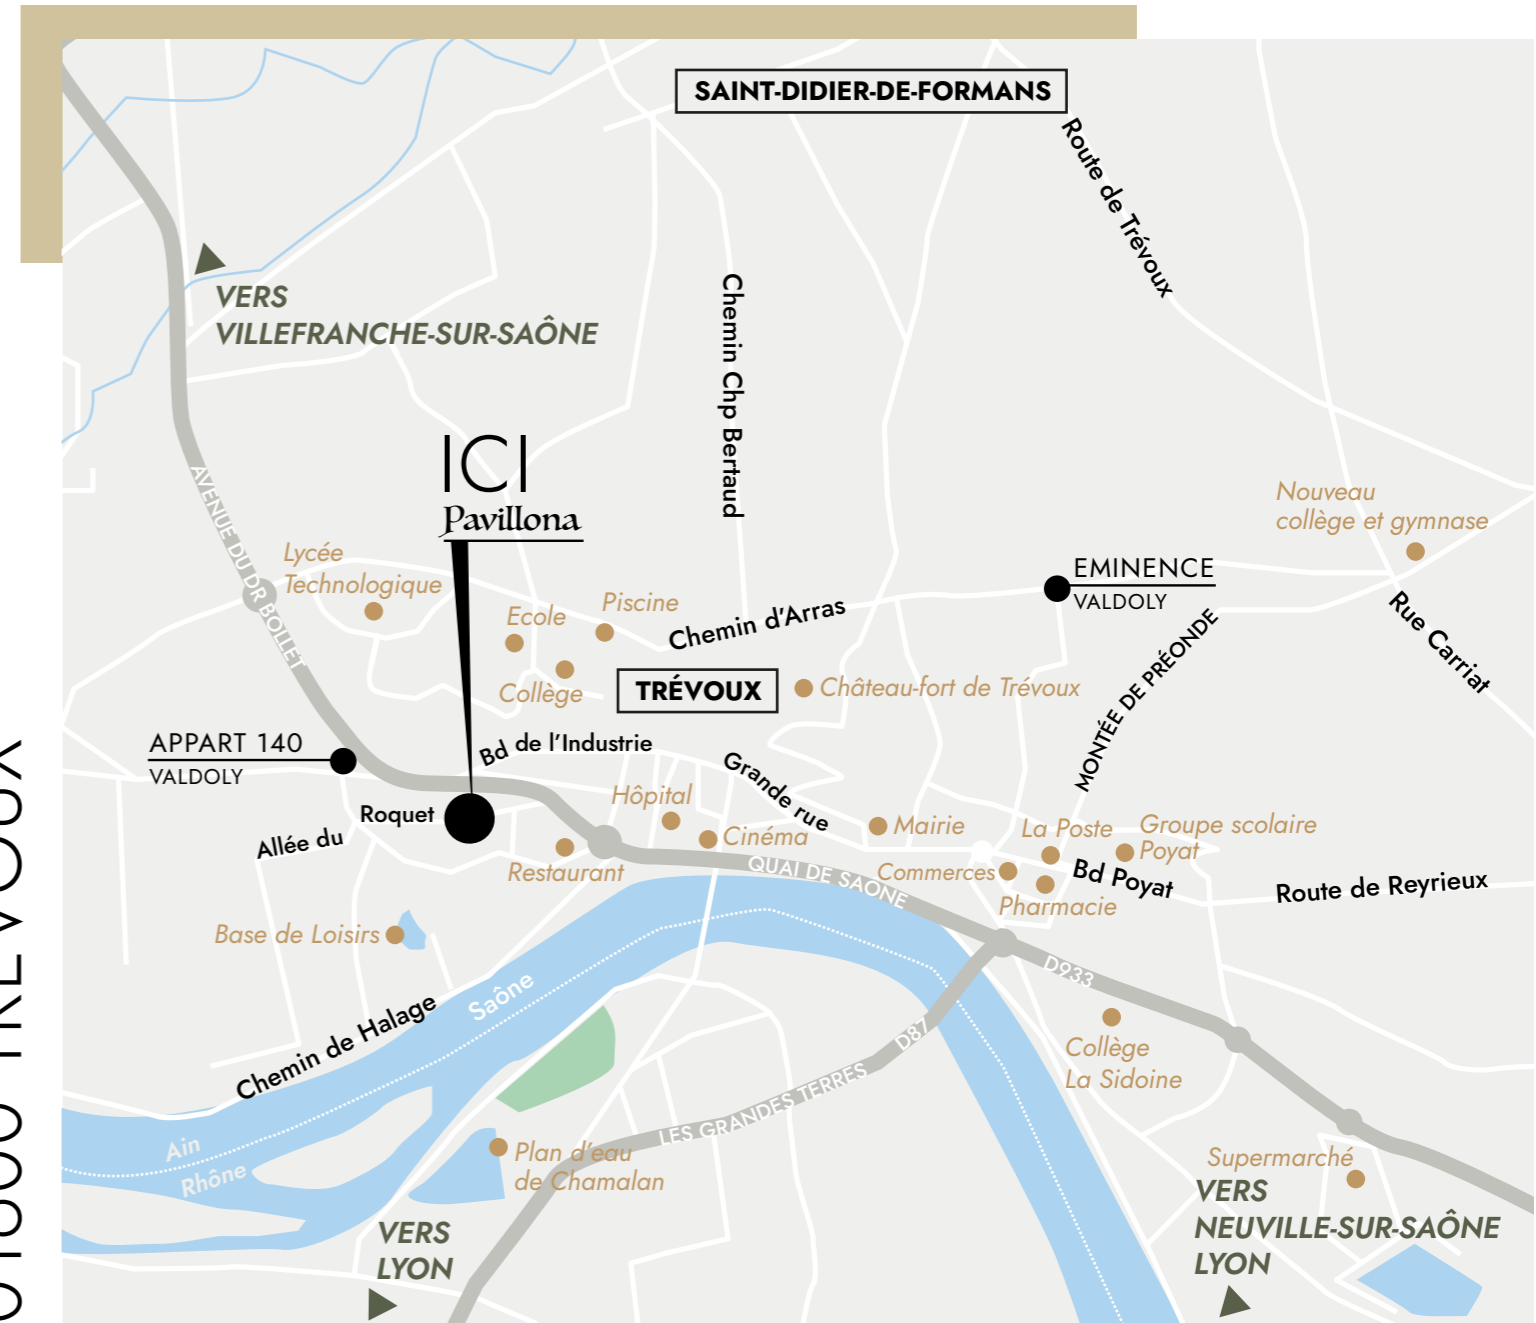 SAINT-DIDIER-DE-FORMANS
Route de Trévoux
VERS
VILLEFRANCHE-SUR-SAÔNE
Chemin Chp Bertaud
ICI
Pavillona
AVENUE DU DR BOLLET
Nouveau
collège et gymnase
Lycée
Technologique
EMINENCE
VALDOLY
Ecole
Piscine
Chemin d'Arras
Rue Carriat
MONTÉE DE PRÉONDE
Collège
TRÉVOUX
Château-fort de Trévoux
APPART 140
VALDOLY
Bd de l'Industrie
Grande rue
Hôpital
Roquet
Allée du
Cinéma
Mairie
La Poste
Groupe scolaire
Poyat
Restaurant
QUAI DE SAÔNE
Commerces
Bd Poyat
Pharmacie
Route de Reyrieux
Base de Loisirs
D933
Saône
Chemin de Halage
D87
Collège
La Sidoine
LES GRANDES TERRES
Ain
Rhône
Plan d'eau
de Chamalan
Supermarché
VERS
NEUVILLE-SUR-SAÔNE
LYON
VERS
LYON
01600 TRÉVOUX